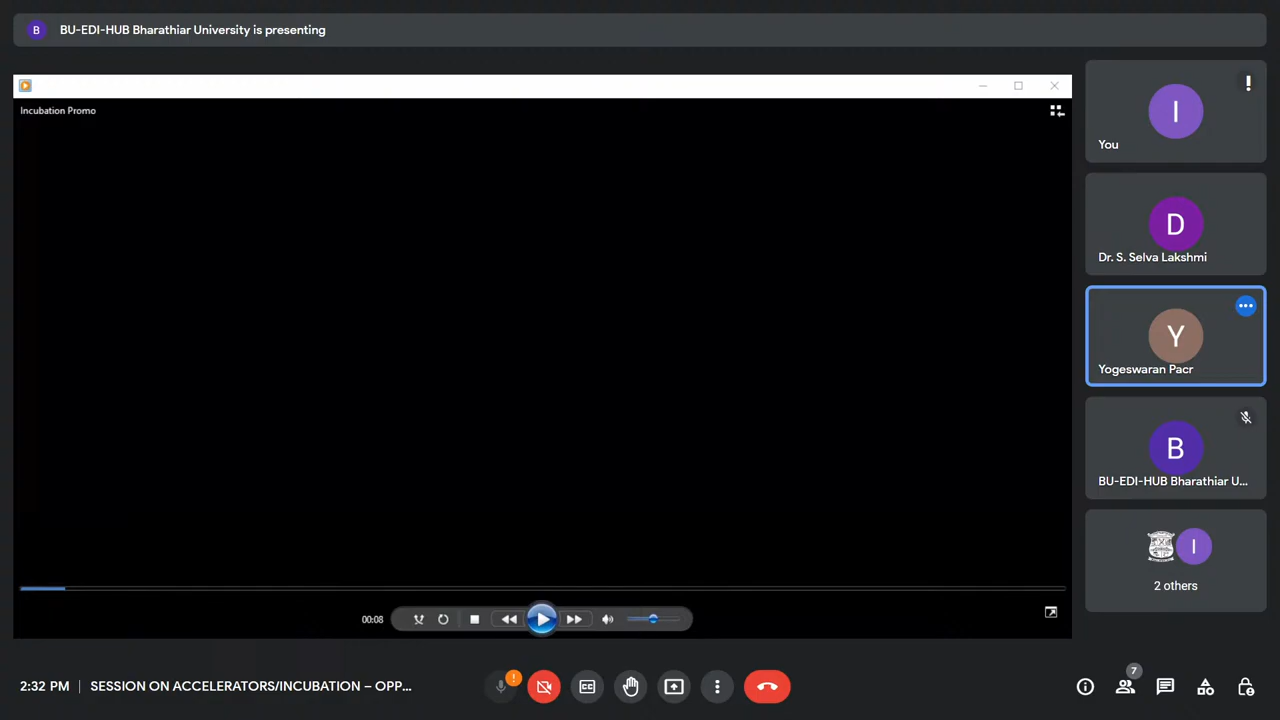 B BU-EDI-HUB Bharathiar University is presenting
Incubation Promo
I
You
D
Dr. S. Selva Lakshmi
Y
Yogeswaran Pacr
B
BU-EDI-HUB Bharathiar U...
I
2 others
00:08
2:32 PM | SESSION ON ACCELERATORS/INCUBATION – OPP...
CC
7